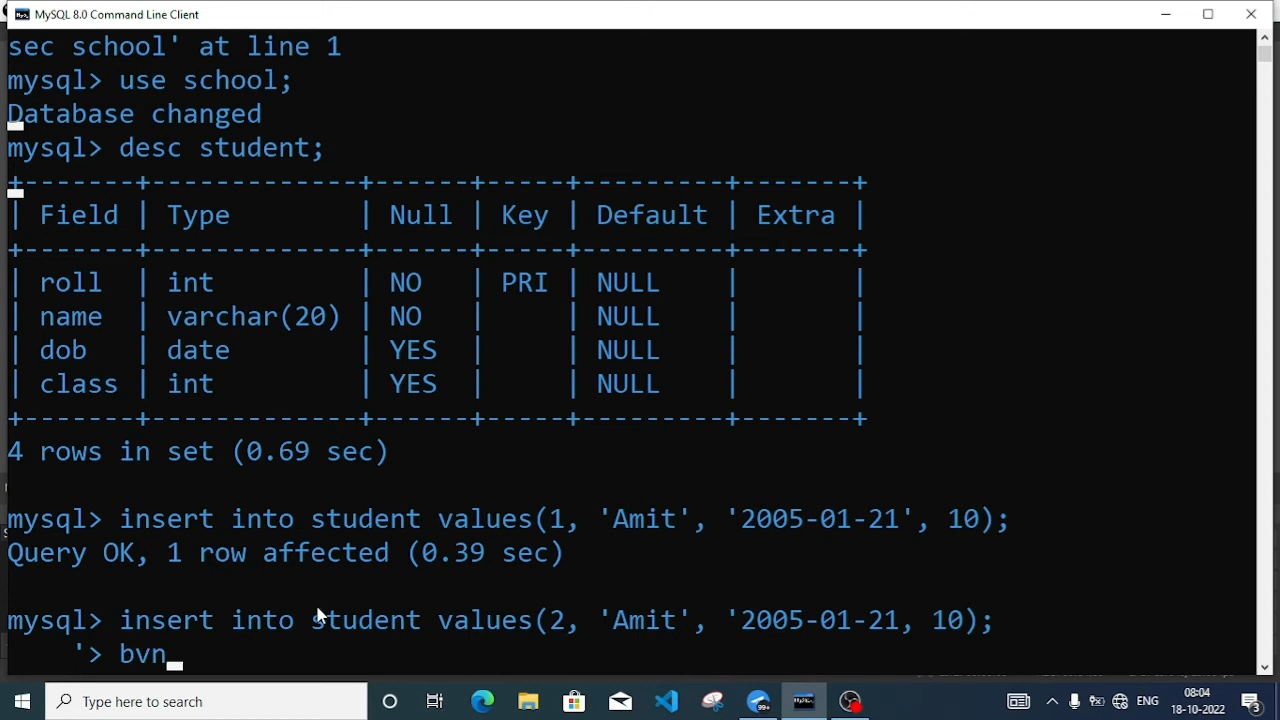 MySQL 8.0 Command Line Client
sec school' at line 1
mysql> use school;
Database changed
mysql> desc student;
+-------+-------------+------+-----+---------+-------+
| Field | Type        | Null | Key | Default | Extra |
+-------+-------------+------+-----+---------+-------+
| roll  | int         | NO   | PRI | NULL    |       |
| name  | varchar(20) | NO   |     | NULL    |       |
| dob   | date        | YES  |     | NULL    |       |
| class | int         | YES  |     | NULL    |       |
+-------+-------------+------+-----+---------+-------+
4 rows in set (0.69 sec)
mysql> insert into student values(1, 'Amit', '2005-01-21', 10);
Query OK, 1 row affected (0.39 sec)
mysql> insert into student values(2, 'Amit', '2005-01-21, 10);
'> bvn
Type here to search
99+
ENG
08:04
18-10-2022
3